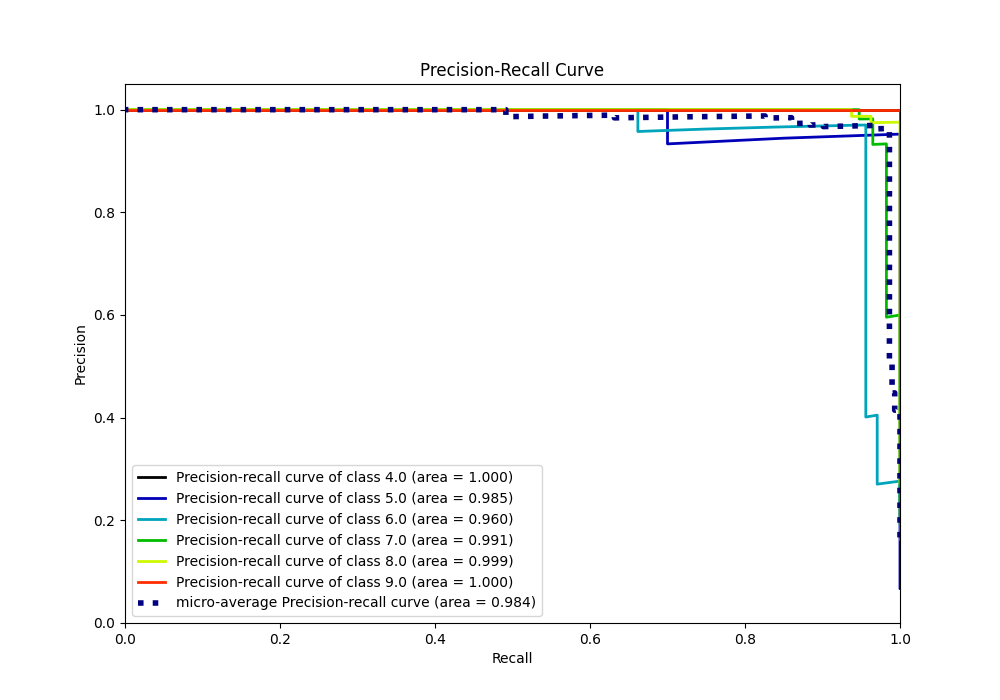 Precision-Recall Curve
1.0
0.8
0.6
0.4
0.2
0.0
Precision
Precision-recall curve of class 4.0 (area = 1.000)
Precision-recall curve of class 5.0 (area = 0.985)
Precision-recall curve of class 6.0 (area = 0.960)
Precision-recall curve of class 7.0 (area = 0.991)
Precision-recall curve of class 8.0 (area = 0.999)
Precision-recall curve of class 9.0 (area = 1.000)
micro-average Precision-recall curve (area = 0.984)
0.0 0.2 0.4 0.6 0.8 1.0
Recall